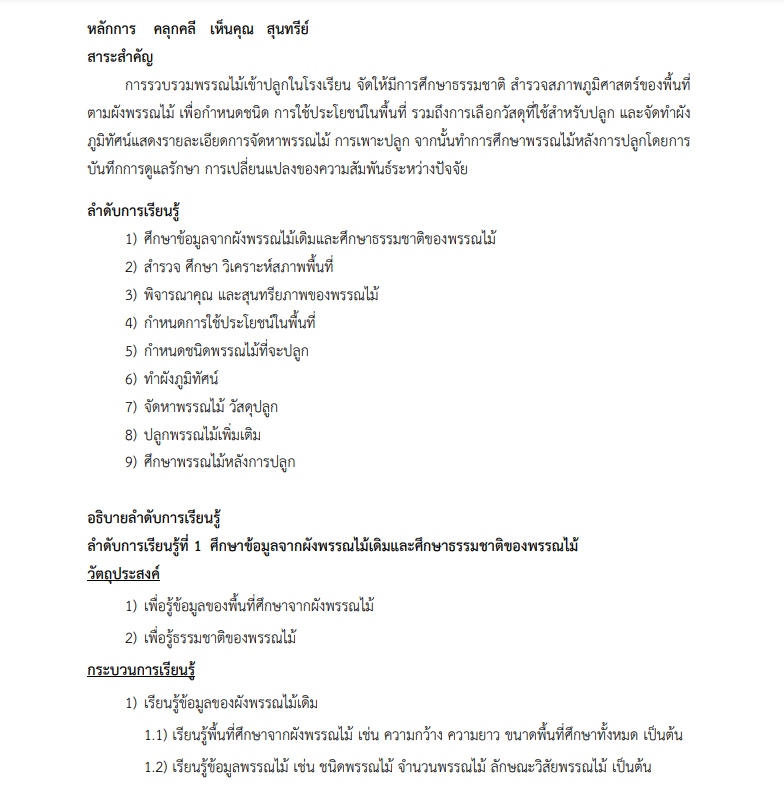 หลักการ คลุกคลี เห็นคุณ สุนทรีย์
สาระสำคัญ
การรวบรวมพรรณไม้เข้าปลูกในโรงเรียน จัดให้มีการศึกษาธรรมชาติ สำรวจสภาพภูมิศาสตร์ของพื้นที่
ตามผังพรรณไม้ เพื่อกำหนดชนิด การใช้ประโยชน์ในพื้นที่ รวมถึงการเลือกวัสดุที่ใช้สำหรับปลูก และจัดทำผัง
ภูมิทัศน์แสดงรายละเอียดการจัดหาพรรณไม้ การเพาะปลูก จากนั้นทำการศึกษาพรรณไม้หลังการปลูกโดยการ
บันทึกการดูแลรักษา การเปลี่ยนแปลงของความสัมพันธ์ระหว่างปัจจัย
ลำดับการเรียนรู้
1) ศึกษาข้อมูลจากผังพรรณไม้เดิมและศึกษาธรรมชาติของพรรณไม้
2) สำรวจ ศึกษา วิเคราะห์สภาพพื้นที่
3) พิจารณาคุณ และสุนทรียภาพของพรรณไม้
4) กำหนดการใช้ประโยชน์ในพื้นที่
5) กำหนดชนิดพรรณไม้ที่จะปลูก
6) ทำผังภูมิทัศน์
7) จัดหาพรรณไม้ วัสดุปลูก
8) ปลูกพรรณไม้เพิ่มเติม
9) ศึกษาพรรณไม้หลังการปลูก
อธิบายลำดับการเรียนรู้
ลำดับการเรียนรู้ที่ 1 ศึกษาข้อมูลจากผังพรรณไม้เดิมและศึกษาธรรมชาติของพรรณไม้
วัตถุประสงค์
1) เพื่อรู้ข้อมูลของพื้นที่ศึกษาจากผังพรรณไม้
2) เพื่อรู้ธรรมชาติของพรรณไม้
กระบวนการเรียนรู้
1) เรียนรู้ข้อมูลของผังพรรณไม้เดิม
1.1) เรียนรู้พื้นที่ศึกษาจากผังพรรณไม้ เช่น ความกว้าง ความยาว ขนาดพื้นที่ศึกษาทั้งหมด เป็นต้น
1.2) เรียนรู้ข้อมูลพรรณไม้ เช่น ชนิดพรรณไม้ จำนวนพรรณไม้ ลักษณะวิสัยพรรณไม้ เป็นต้น